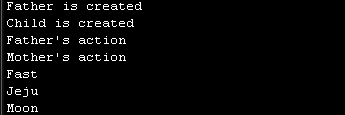 Father is created
Child is created
Father's action
Mother's action
Fast
Jeju
Moon